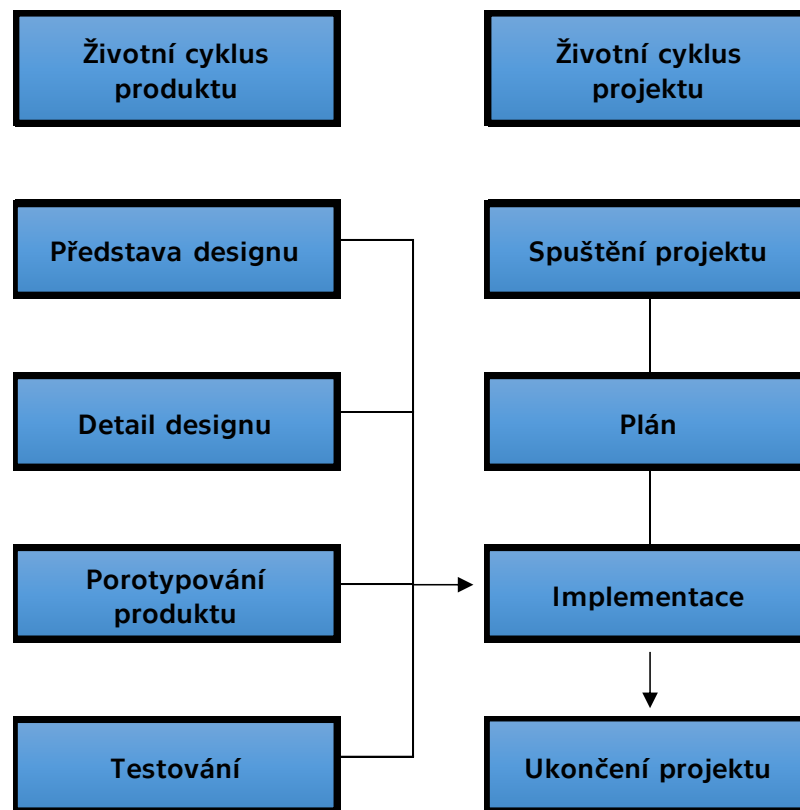 Životní cyklus
produktu
Životní cyklus
projektu
Představa designu
Spuštění projektu
Detail designu
Plán
Porotypování
produktu
Implementace
Testování
Ukončení projektu